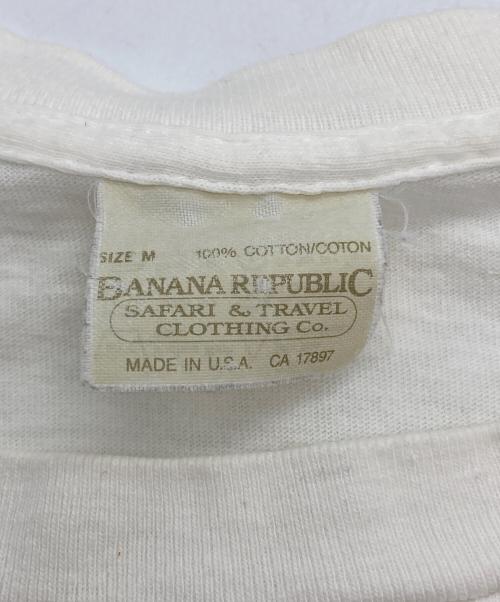 SIZE M 100% COTTON/COTON
BANANA REPUBLIC
SAFARI & TRAVEL
CLOTHING Co.
MADE IN U.S.A. CA 17897